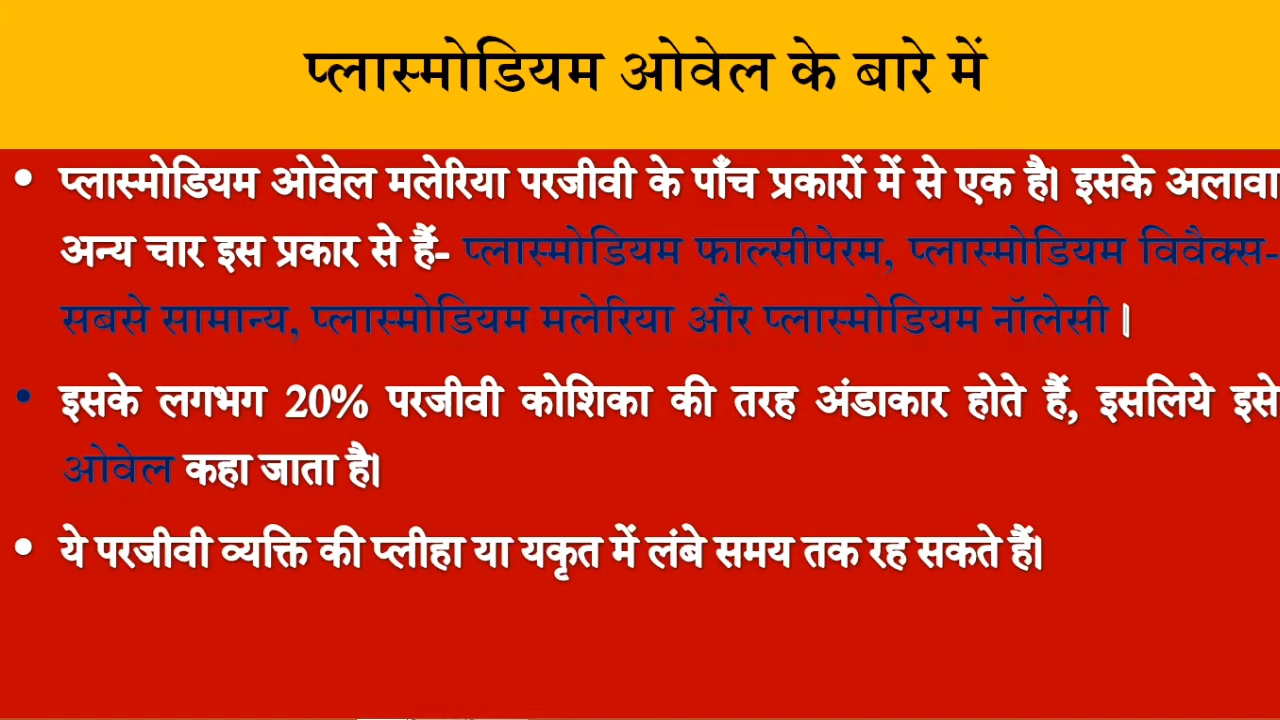 प्लास्मोडियम ओवेल के बारे में
• प्लास्मोडियम ओवेल मलेरिया परजीवी के पाँच प्रकारों में से एक है। इसके अलावा
अन्य चार इस प्रकार से हैं- प्लास्मोडियम फाल्सीपेरम, प्लास्मोडियम विवैक्स-
सबसे सामान्य, प्लास्मोडियम मलेरिया और प्लास्मोडियम नॉलेसी |
• इसके लगभग 20% परजीवी कोशिका की तरह अंडाकार होते हैं, इसलिये इसे
ओवेल कहा जाता है।
• ये परजीवी व्यक्ति की प्लीहा या यकृत में लंबे समय तक रह सकते हैं।